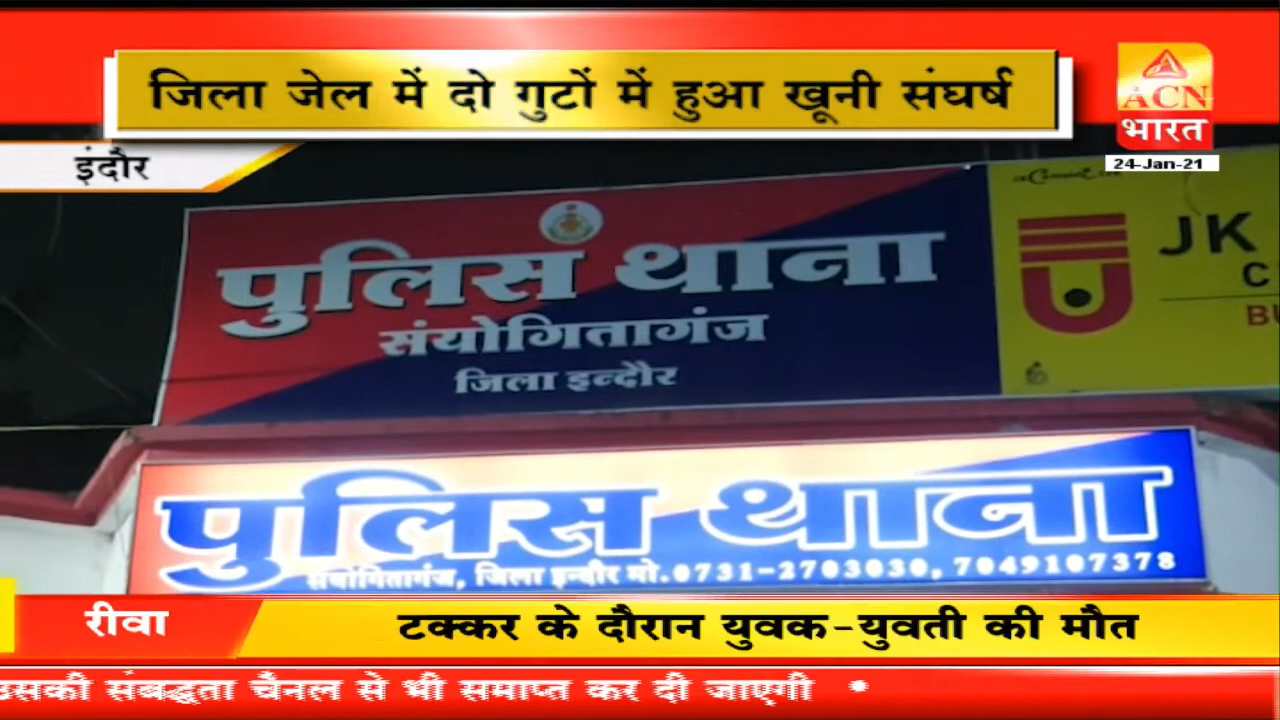 जिला जेल में दो गुटों में हुआ खूनी संघर्ष
ACN
भारत
24-Jan-21
इंदौर
पुलिस थाना
संयोगितागंज
जिला इन्दौर
JK
पुलिस थाना
संयोगितागंज, जिला इन्दौर मो.0731-2703030, 7049107378
रीवा
टक्कर के दौरान युवक-युवती की मौत
उसकी संबद्धता चैनल से भी समाप्त कर दी जाएगी